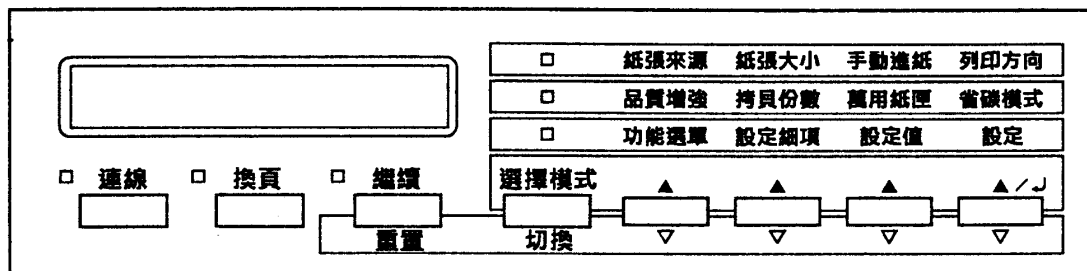 紙張來源 紙張大小 手動進紙 列印方向
品質增強 拷貝份數 萬用紙匣 省碳模式
功能選單 設定細項 設定值 設定
連線 換頁 繼續 選擇模式
重置 切換